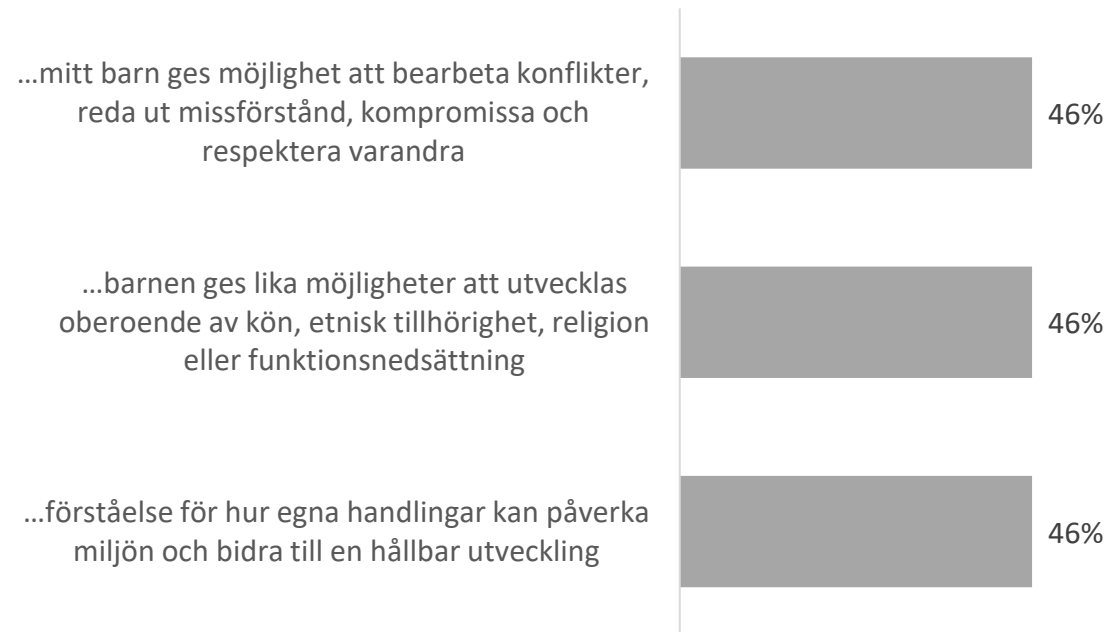 …mitt barn ges möjlighet att bearbeta konflikter,
reda ut missförstånd, kompromissa och
respektera varandra
46%
…barnen ges lika möjligheter att utvecklas
oberoende av kön, etnisk tillhörighet, religion
eller funktionsnedsättning
46%
…förståelse för hur egna handlingar kan påverka
miljön och bidra till en hållbar utveckling
46%